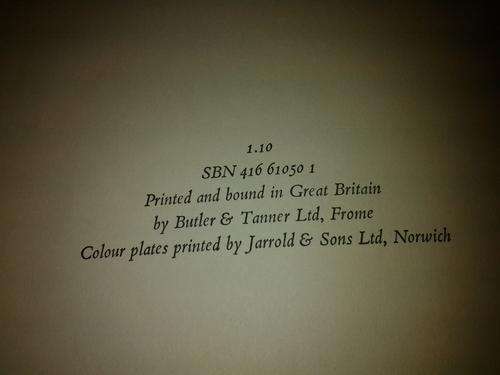 1.10
SBN 416 61050 1
Printed and bound in Great Britain
by Butler & Tanner Ltd, Frome
Colour plates printed by Jarrold & Sons Ltd, Norwich